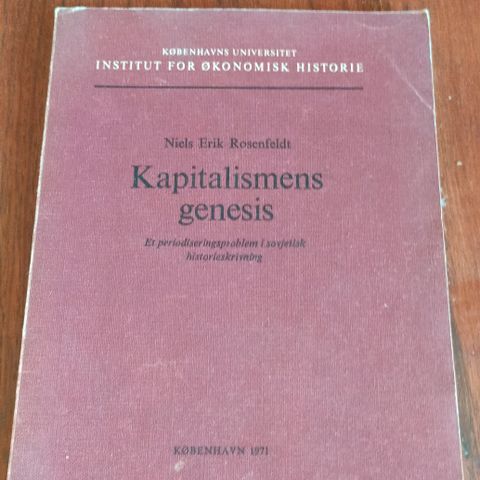 KØBENHAVNS UNIVERSITET
INSTITUT FOR ØKONOMISK HISTORIE
Niels Erik Rosenfeldt
Kapitalismens
genesis
Et periodiseringsproblem i sovjetisk
historieskrivning
KØBENHAVN 1971